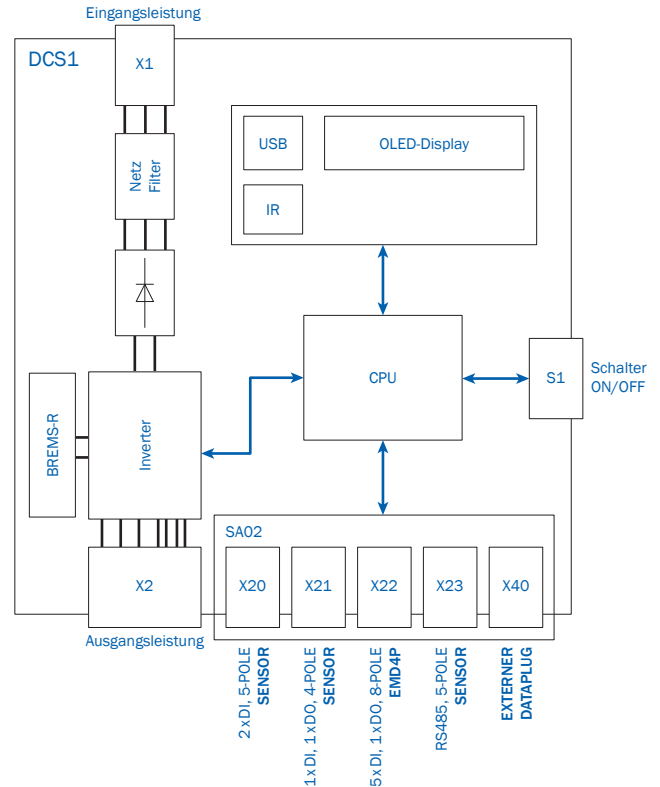 Eingangsleistung
DCS1
X1
USB
OLED-Display
IR
Netz
Filter
CPU
S1
Schalter
ON/OFF
BREMS-R
Inverter
SA02
X2
X20
X21
X22
X23
X40
Ausgangsleistung
2 x DI, 5-POLE
SENSOR
1 x DI, 1 x DO, 4-POLE
SENSOR
5 x DI, 1 x DO, 8-POLE
EMD4P
RS485, 5-POLE
SENSOR
EXTERNER
DATAPLUG